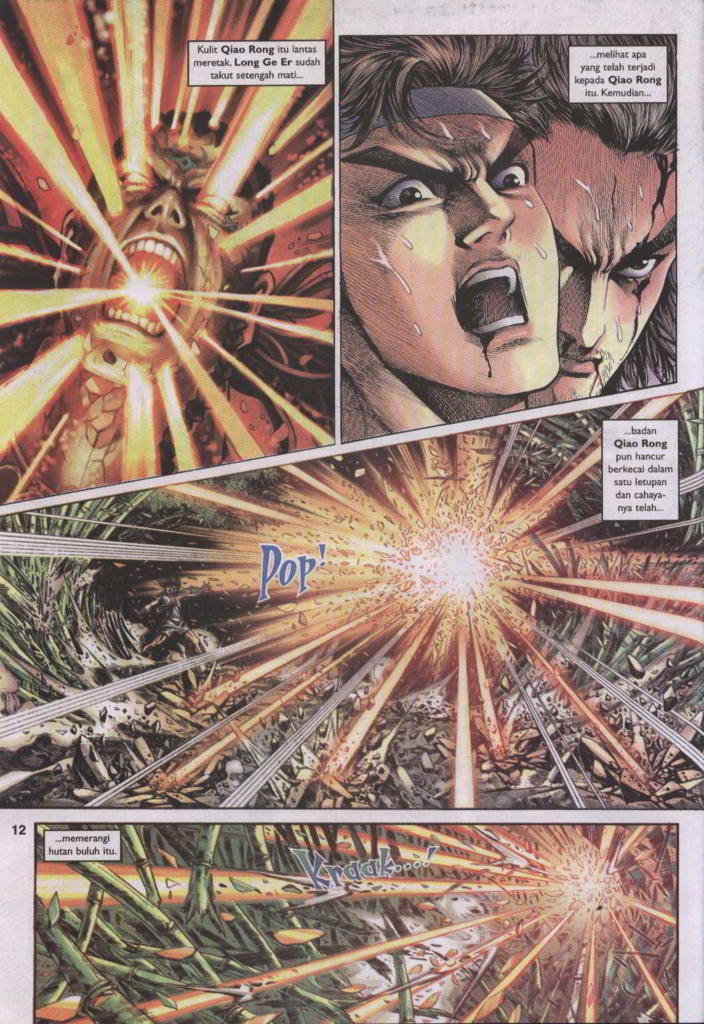 Kulit Qiao Rong itu lantas
meretak. Long Ge Er sudah
takut setengah mati...
...melihat apa
yang telah terjadi
kepada Qiao Rong
itu. Kemudian...
...badan
Qiao Rong
pun hancur
berkecai dalam
satu letupan
dan cahaya-
nya telah...
Pop!
12
...memerangi
hutan buluh itu.
Kraak....!